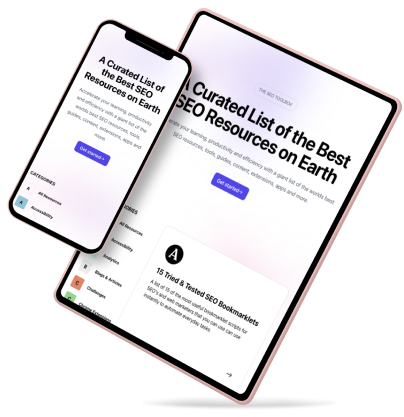 A Curated List of
the Best SEO
Resources on Earth
Accelerate your learning, productivity
and efficiency with a giant list of the
worlds best SEO resources, tools,
guides, content, extensions, apps and
more.
Get started
CATEGORIES
A
All Resources
A
Accessibility
THE SEO TOOLBOX
A Curated List of the Best
SEO Resources on Earth
your learning, productivity and efficiency with a giant list of the worlds best
SEO resources, tools, guides, content, extensions, apps and more.
Get started
All Resources
Accessibility
Analytics
B
Blogs & Articles
C
Challenges
A
15 Tried & Tested SEO Bookmarklets
A list of 15 of the most useful bookmarklet scripts for
SEO's and web marketers that you can use
instantly to automate everyday tasks.
→